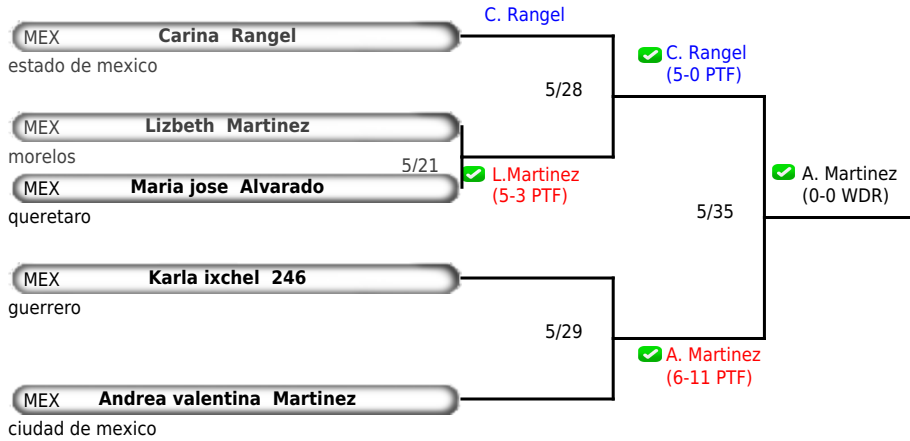 C. Rangel
MEX Carina Rangel
estado de mexico
C. Rangel
(5-0 PTF)
5/28
MEX Lizbeth Martinez
morelos
5/21
L.Martinez
(5-3 PTF)
MEX Maria jose Alvarado
queretaro
A. Martinez
(0-0 WDR)
5/35
MEX Karla ixchel 246
guerrero
5/29
A. Martinez
(6-11 PTF)
MEX Andrea valentina Martinez
ciudad de mexico